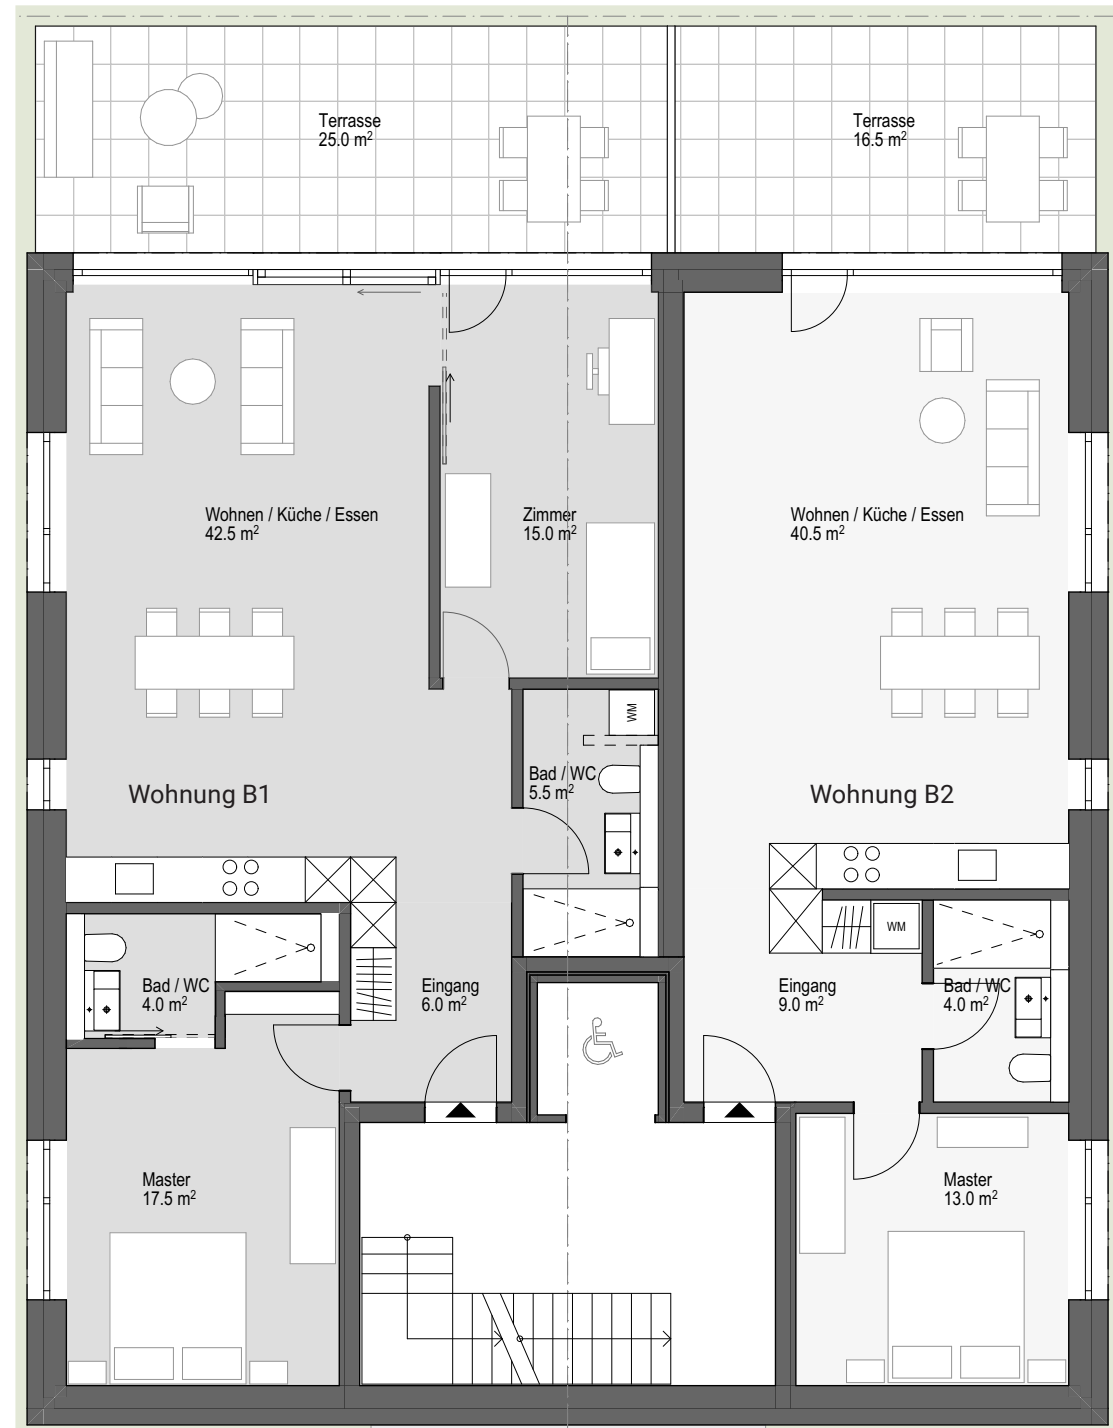 Terrasse
25.0 m²
Terrasse
16.5 m²
Wohnen / Küche / Essen
42.5 m²
Zimmer
15.0 m²
Wohnen / Küche / Essen
40.5 m²
WM
Bad / WC
5.5 m²
Wohnung B1
Wohnung B2
WM
Bad / WC
4.0 m²
Eingang
6.0 m²
Eingang
9.0 m²
Bad / WC
4.0 m²
Master
17.5 m²
Master
13.0 m²